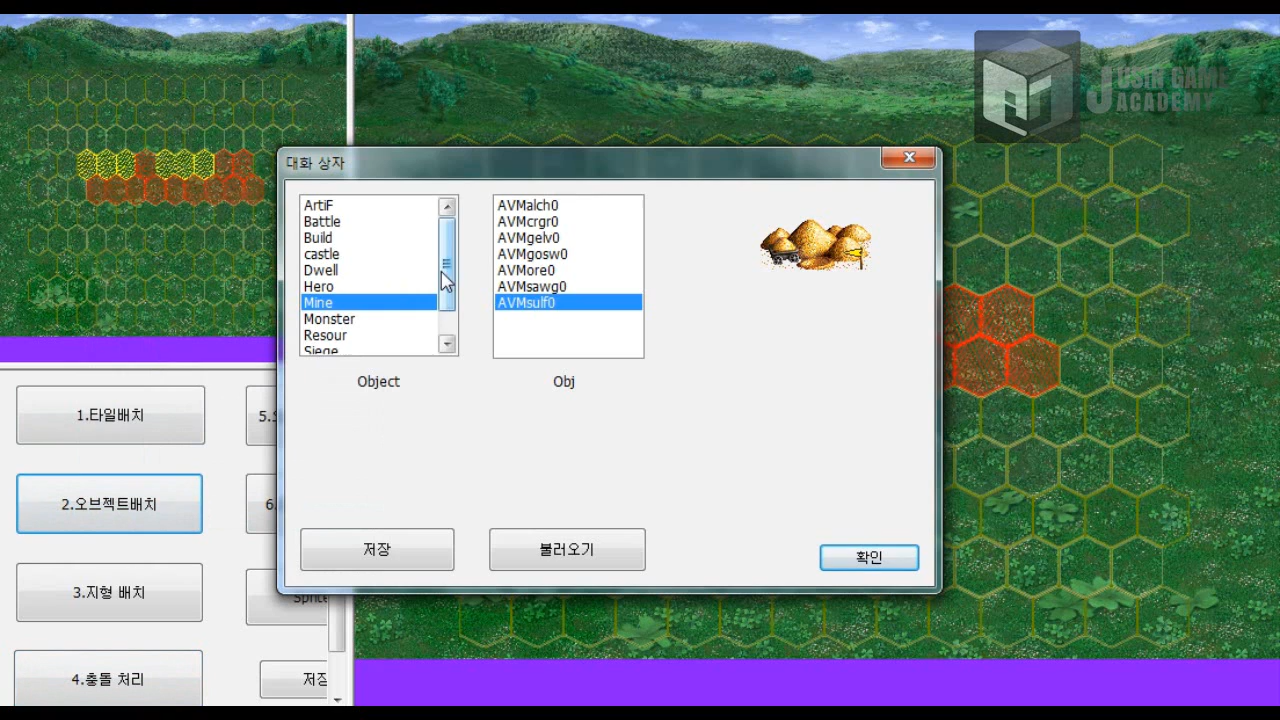 JUSIN GAME
ACADEMY
대화 상자
ArtiF
Battle
Build
castle
Dwell
Hero
Mine
Monster
Resour
Siege
AVMalch0
AVMcrgr0
AVMgelv0
AVMgosw0
AVMore0
AVMsawg0
AVMsulf0
Object
Obj
저장
불러오기
확인
1.타일배치
2.오브젝트배치
3.지형 배치
4.충돌 처리
5.
6.
Sprite
저장